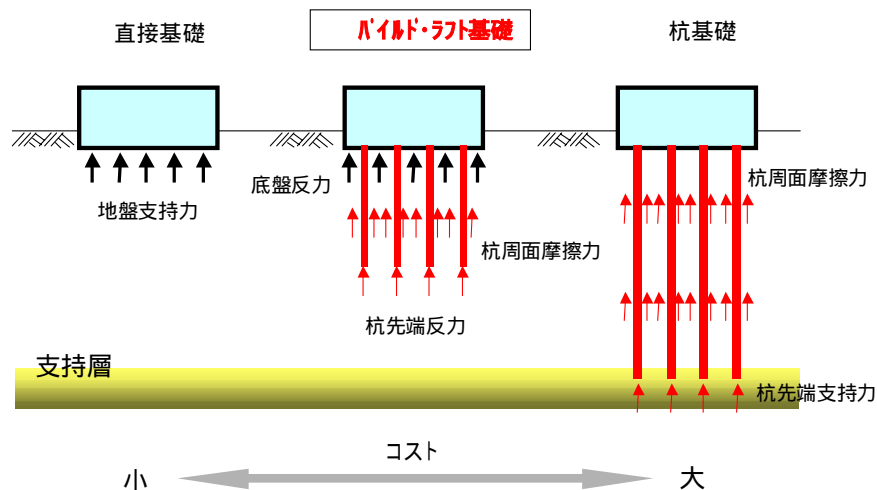 直接基礎
パイルド・ラフト基礎
杭基礎
底盤反力
杭周面摩擦力
地盤支持力
杭周面摩擦力
杭先端反力
支持層
杭先端支持力
コスト
小
大